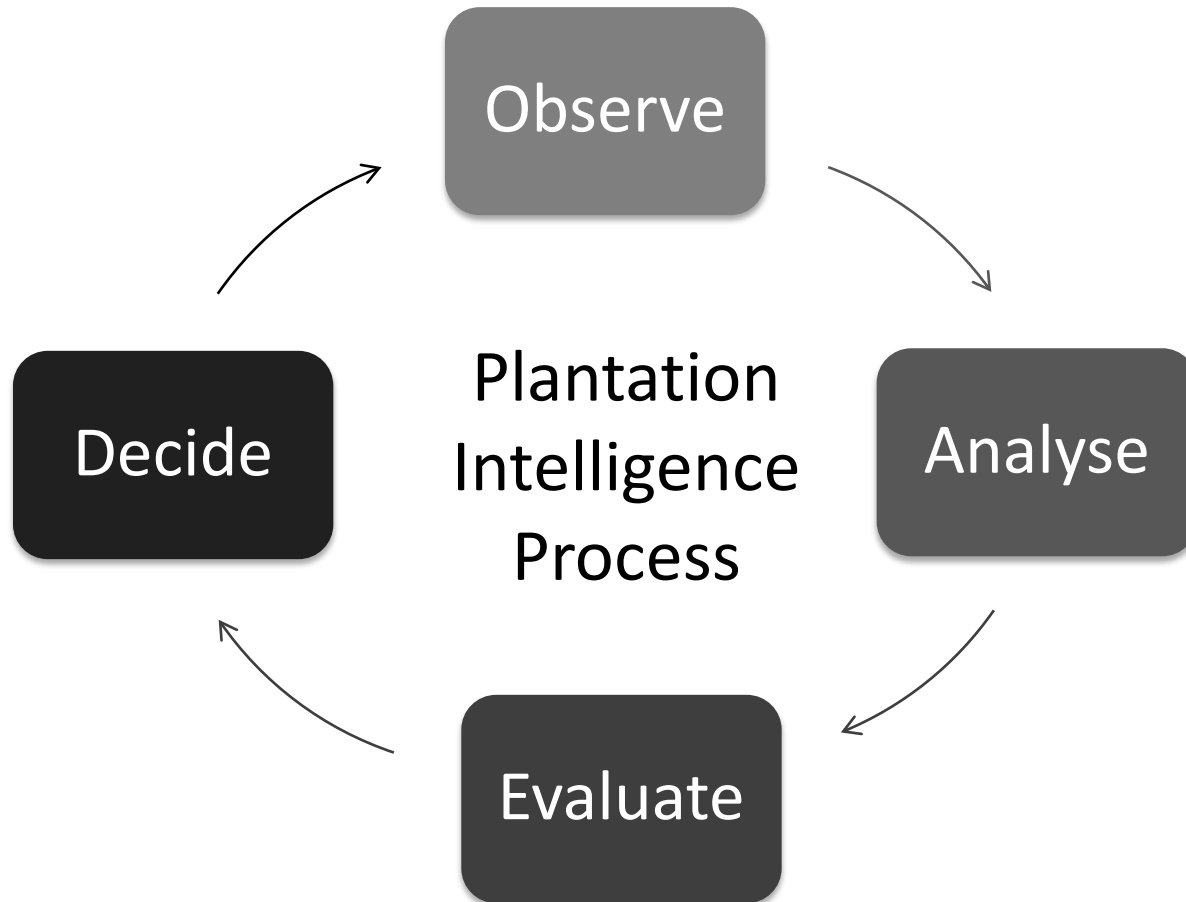 Observe
Analyse
Evaluate
Decide
Plantation
Intelligence
Process